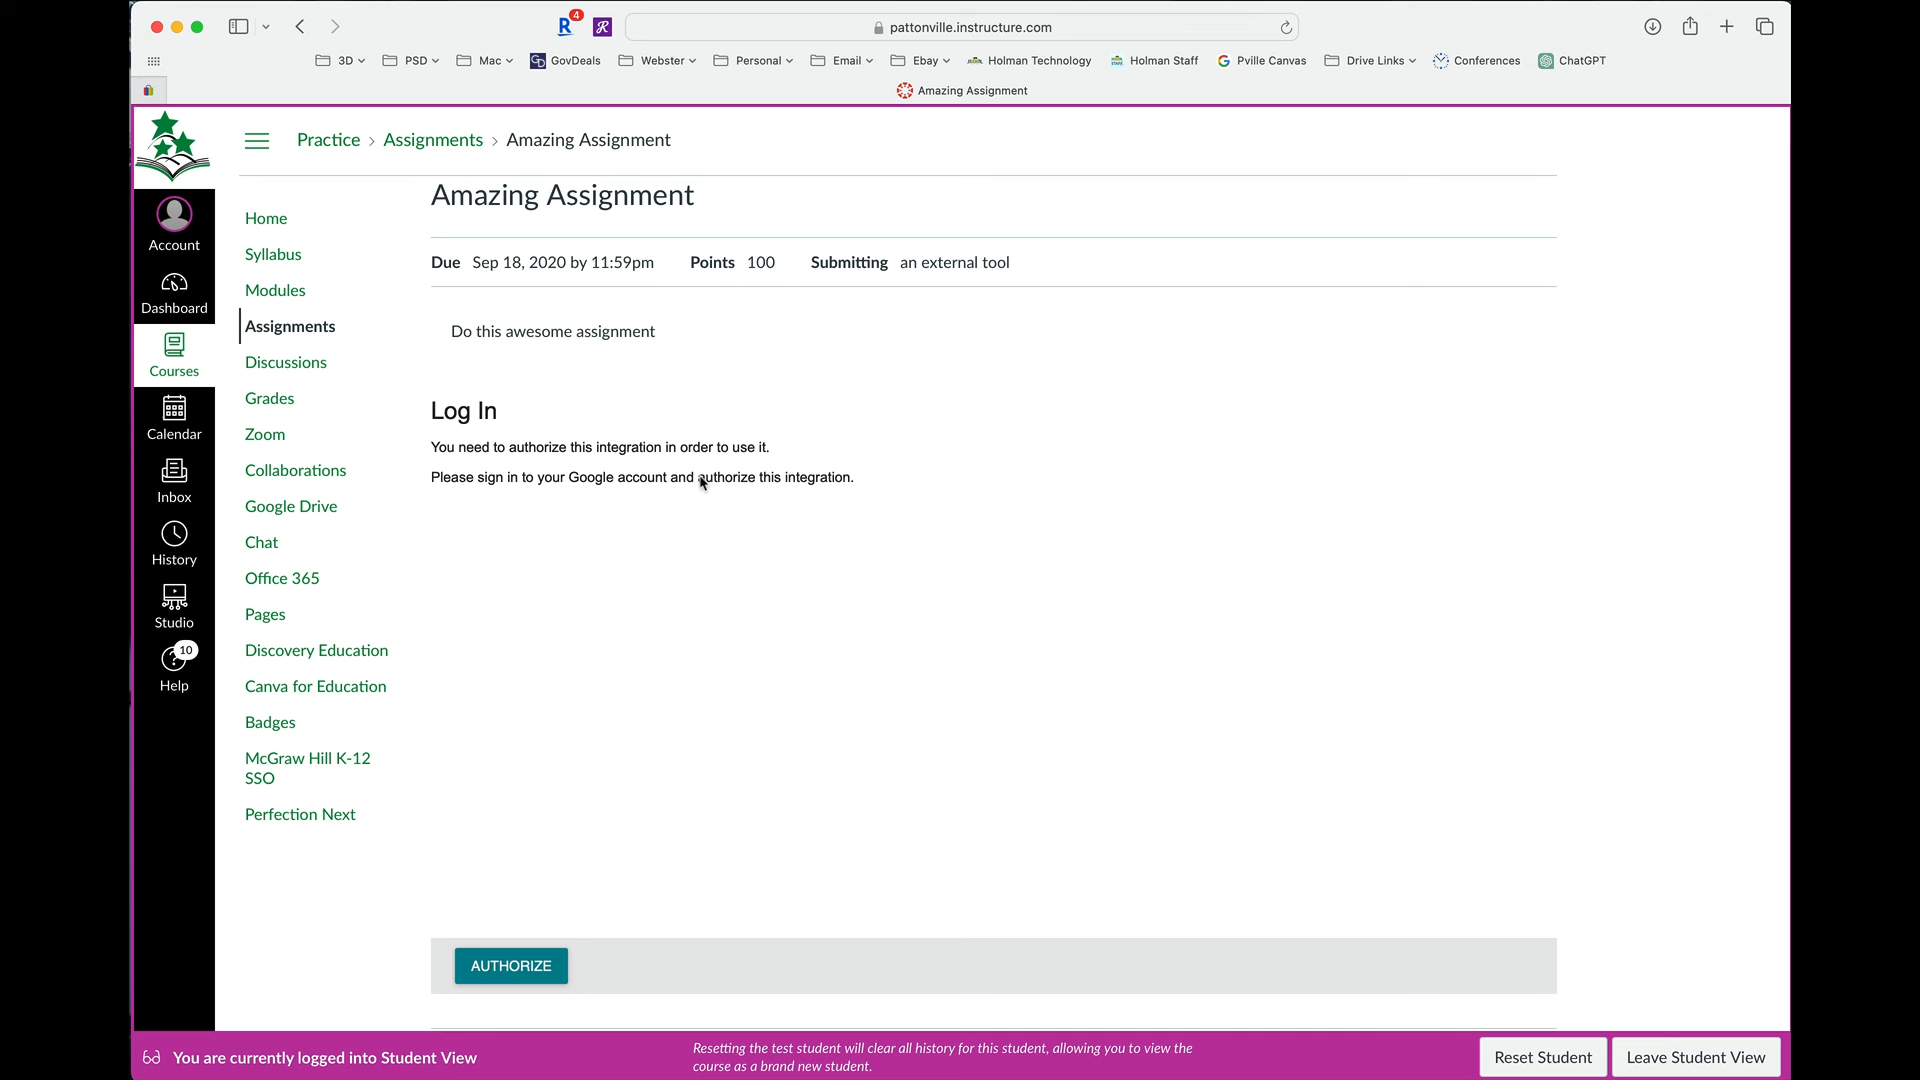 4
pattonville.instructure.com
3D
PSD
Mac
GovDeals
Webster
Personal
Email
Ebay
Holman Technology
Holman Staff
Pville Canvas
Drive Links
Conferences
ChatGPT
Amazing Assignment
Practice > Assignments > Amazing Assignment
Account
Dashboard
Courses
Calendar
Inbox
History
Studio
10
Help
Home
Syllabus
Modules
Assignments
Discussions
Grades
Zoom
Collaborations
Google Drive
Chat
Office 365
Pages
Discovery Education
Canva for Education
Badges
McGraw Hill K-12
SSO
Perfection Next
Amazing Assignment
Due Sep 18, 2020 by 11:59pm Points 100 Submitting an external tool
Do this awesome assignment
Log In
You need to authorize this integration in order to use it.
Please sign in to your Google account and authorize this integration.
AUTHORIZE
You are currently logged into Student View
Resetting the test student will clear all history for this student, allowing you to view the
course as a brand new student.
Reset Student
Leave Student View